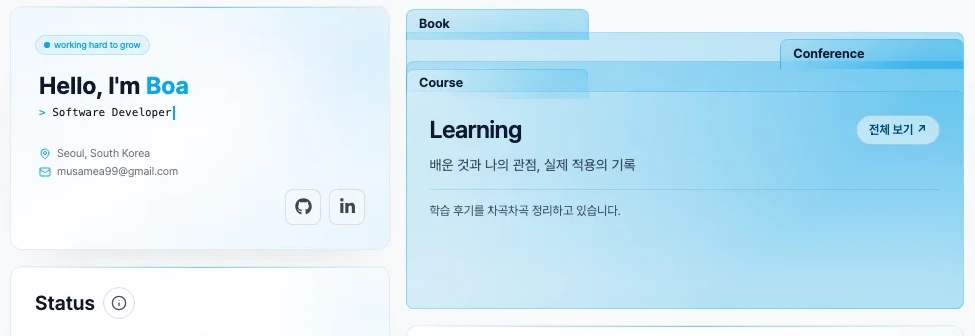 working hard to grow
Hello, I'm Boa
> Software Developer
Seoul, South Korea
musamea99@gmail.com
in
Status
Book
Conference
Course
Learning
전체 보기 ↗
배운 것과 나의 관점, 실제 적용의 기록
학습 후기를 차곡차곡 정리하고 있습니다.